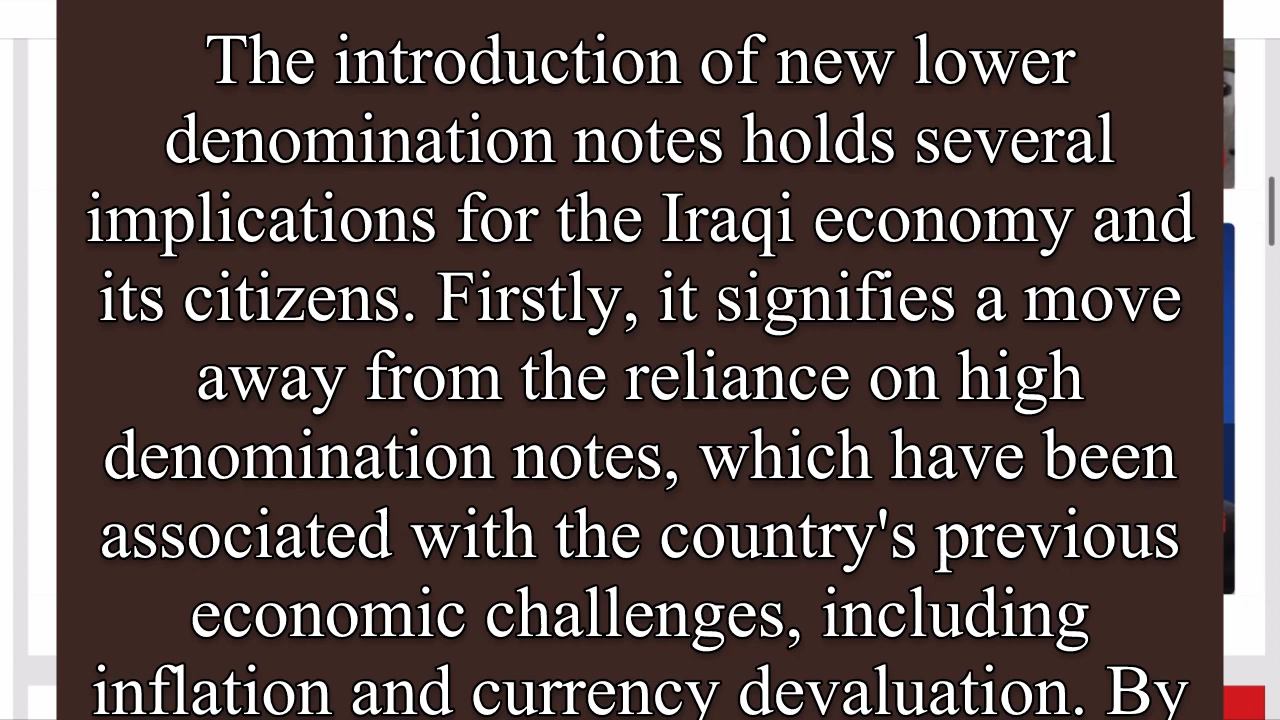 The introduction of new lower
denomination notes holds several
implications for the Iraqi economy and
its citizens. Firstly, it signifies a move
away from the reliance on high
denomination notes, which have been
associated with the country's previous
economic challenges, including
inflation and currency devaluation. By